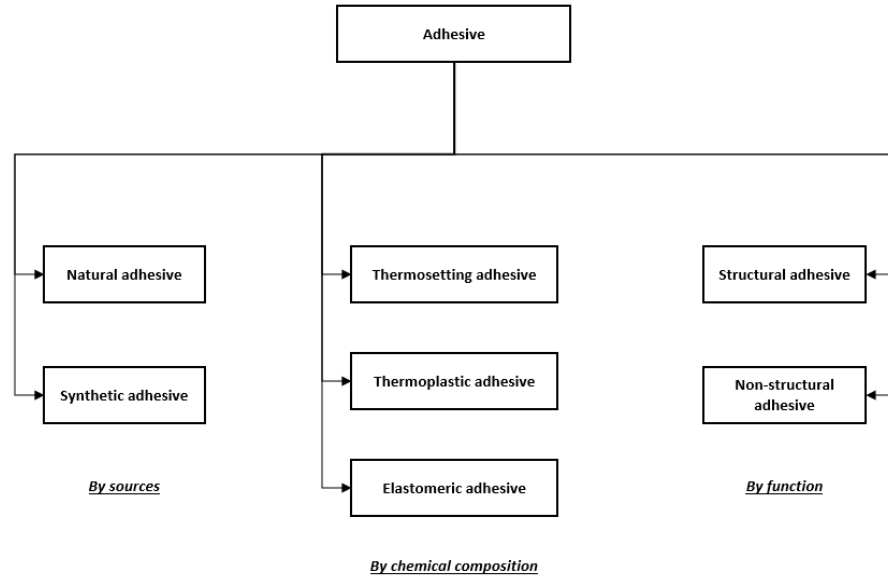 Adhesive
Natural adhesive
Thermosetting adhesive
Structural adhesive
Synthetic adhesive
Thermoplastic adhesive
Non-structural
adhesive
Elastomeric adhesive
By sources
By function
By chemical composition